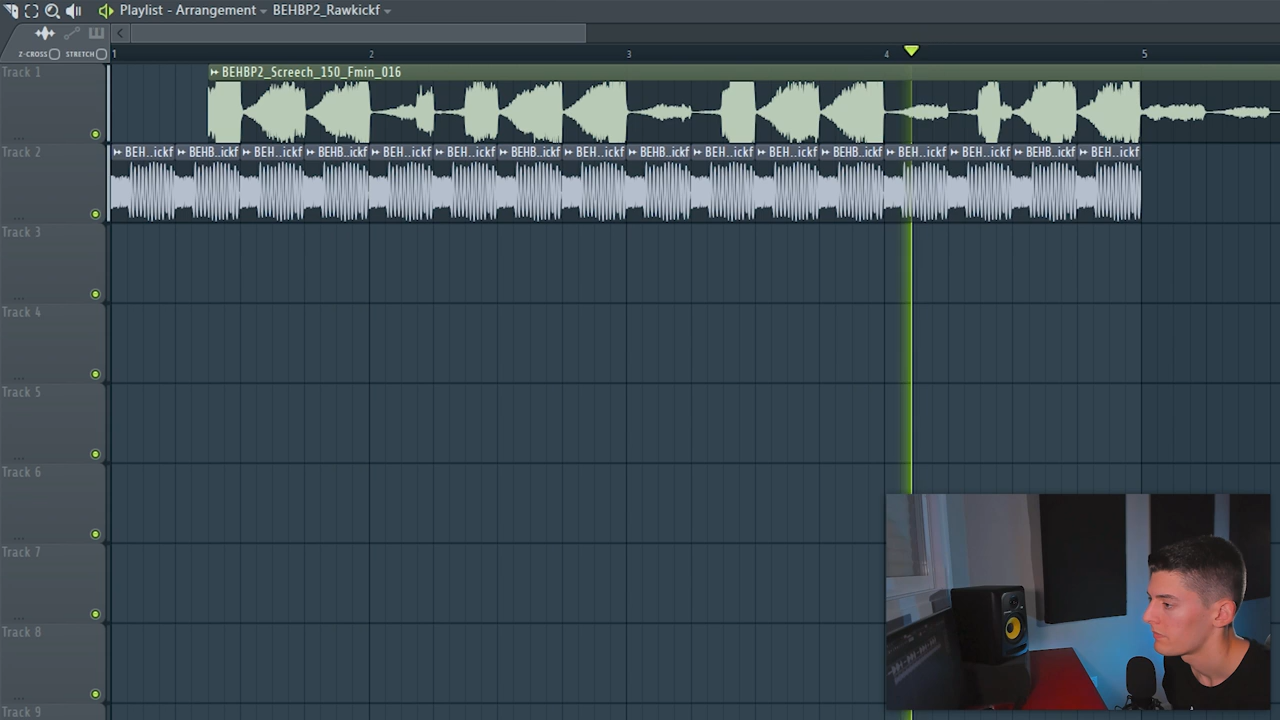 Playlist - Arrangement BEHBP2_Rawkickf
Z-CROSS STRETCH 1 2 3 4 5
Track 1 BEHBP2_Screech_150_Fmin_016
Track 2 BEH..ickf BEHB..ickf BEH..ickf BEHB..ickf BEH..ickf BEH..ickf BEHB..ickf BEH..ickf BEHB..ickf BEH..ickf BEH..ickf BEHB..ickf BEH..ickf BEH..ickf BEHB..ickf BEH..ickf
Track 3
Track 4
Track 5
Track 6
Track 7
Track 8
Track 9